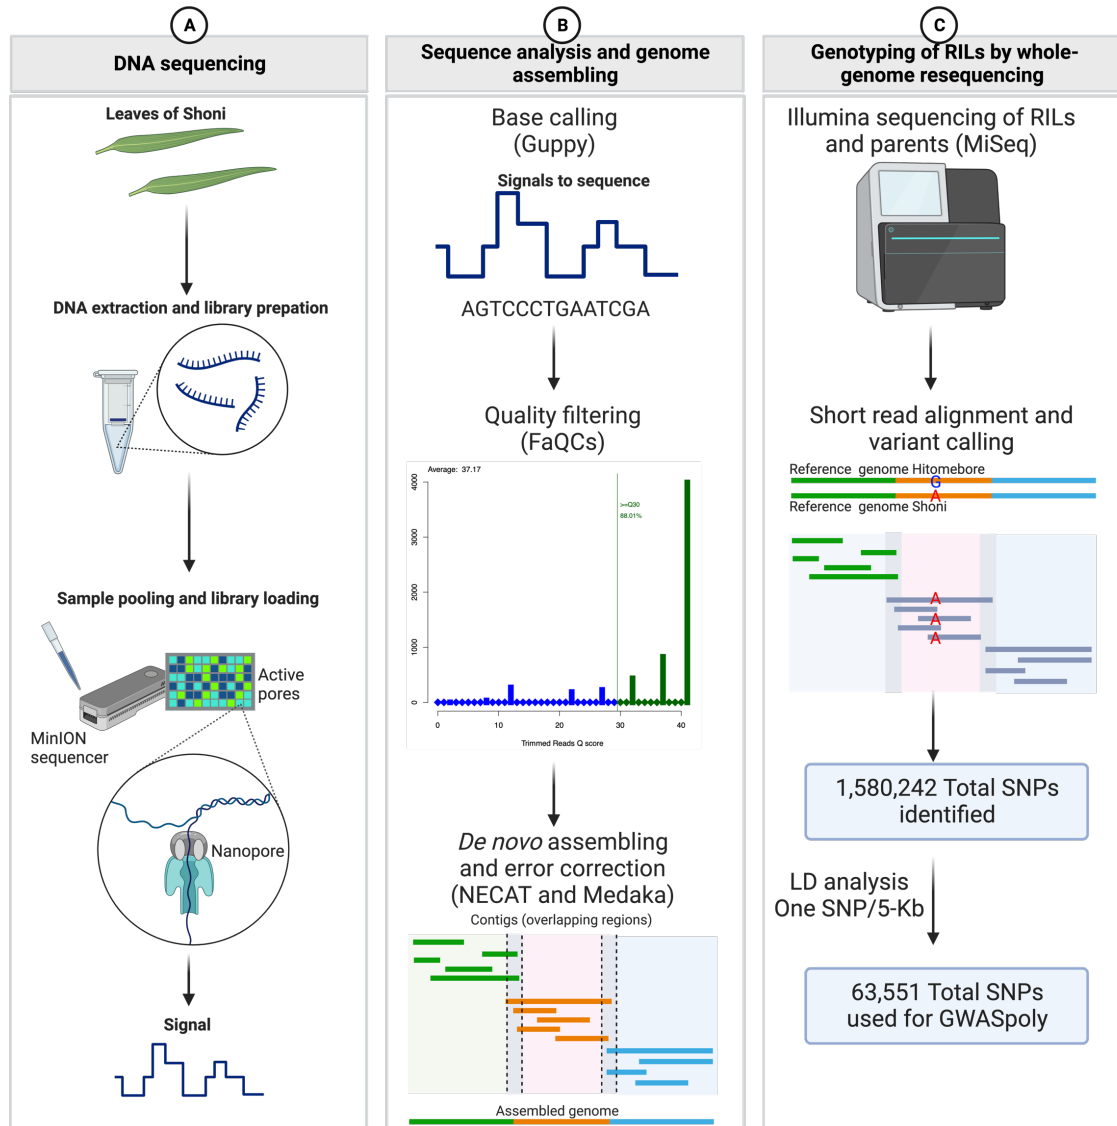 A
DNA sequencing
Leaves of Shoni
DNA extraction and library prepation
Sample pooling and library loading
Active
pores
MinION
sequencer
Nanopore
Signal
B
Sequence analysis and genome
assembling
Base calling
(Guppy)
Signals to sequence
AGTCCCTGAATCGA
Quality filtering
(FaQCs)
Average: 37.17
>=Q30
88.01%
4000
3000
2000
1000
0
0 10 20 30 40
Trimmed Reads Q score
De novo assembling
and error correction
(NECAT and Medaka)
Contigs (overlapping regions)
Assembled genome
C
Genotyping of RILs by whole-
genome resequencing
Illumina sequencing of RILs
and parents (MiSeq)
Short read alignment and
variant calling
Reference genome Hitomebore
G
A
Reference genome Shoni
A
A
A
1,580,242 Total SNPs
identified
LD analysis
One SNP/5-Kb
63,551 Total SNPs
used for GWASpoly